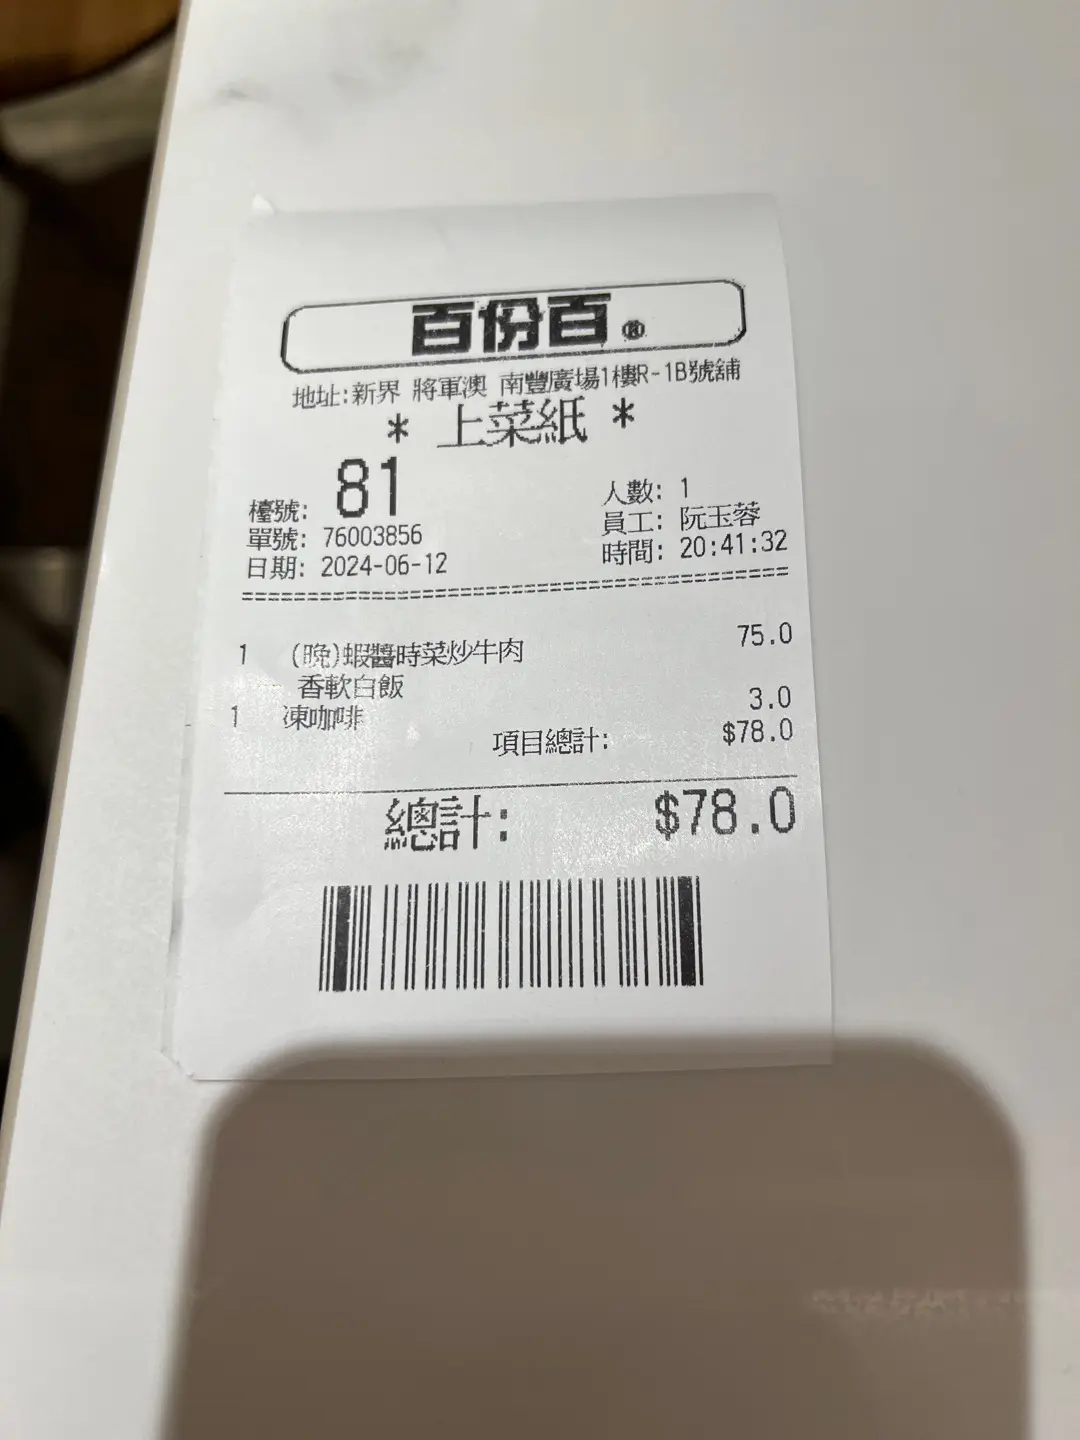 百份百®
地址:新界 將軍澳 南豐廣場1樓R-1B號舖
* 上菜紙 *
檯號: 81
人數: 1
單號: 76003856
員工: 阮玉蓉
日期: 2024-06-12
時間: 20:41:32
==========================================
1 (晚)蝦醬時菜炒牛肉 75.0
香軟白飯
1 凍咖啡 3.0
項目總計: $78.0
總計: $78.0